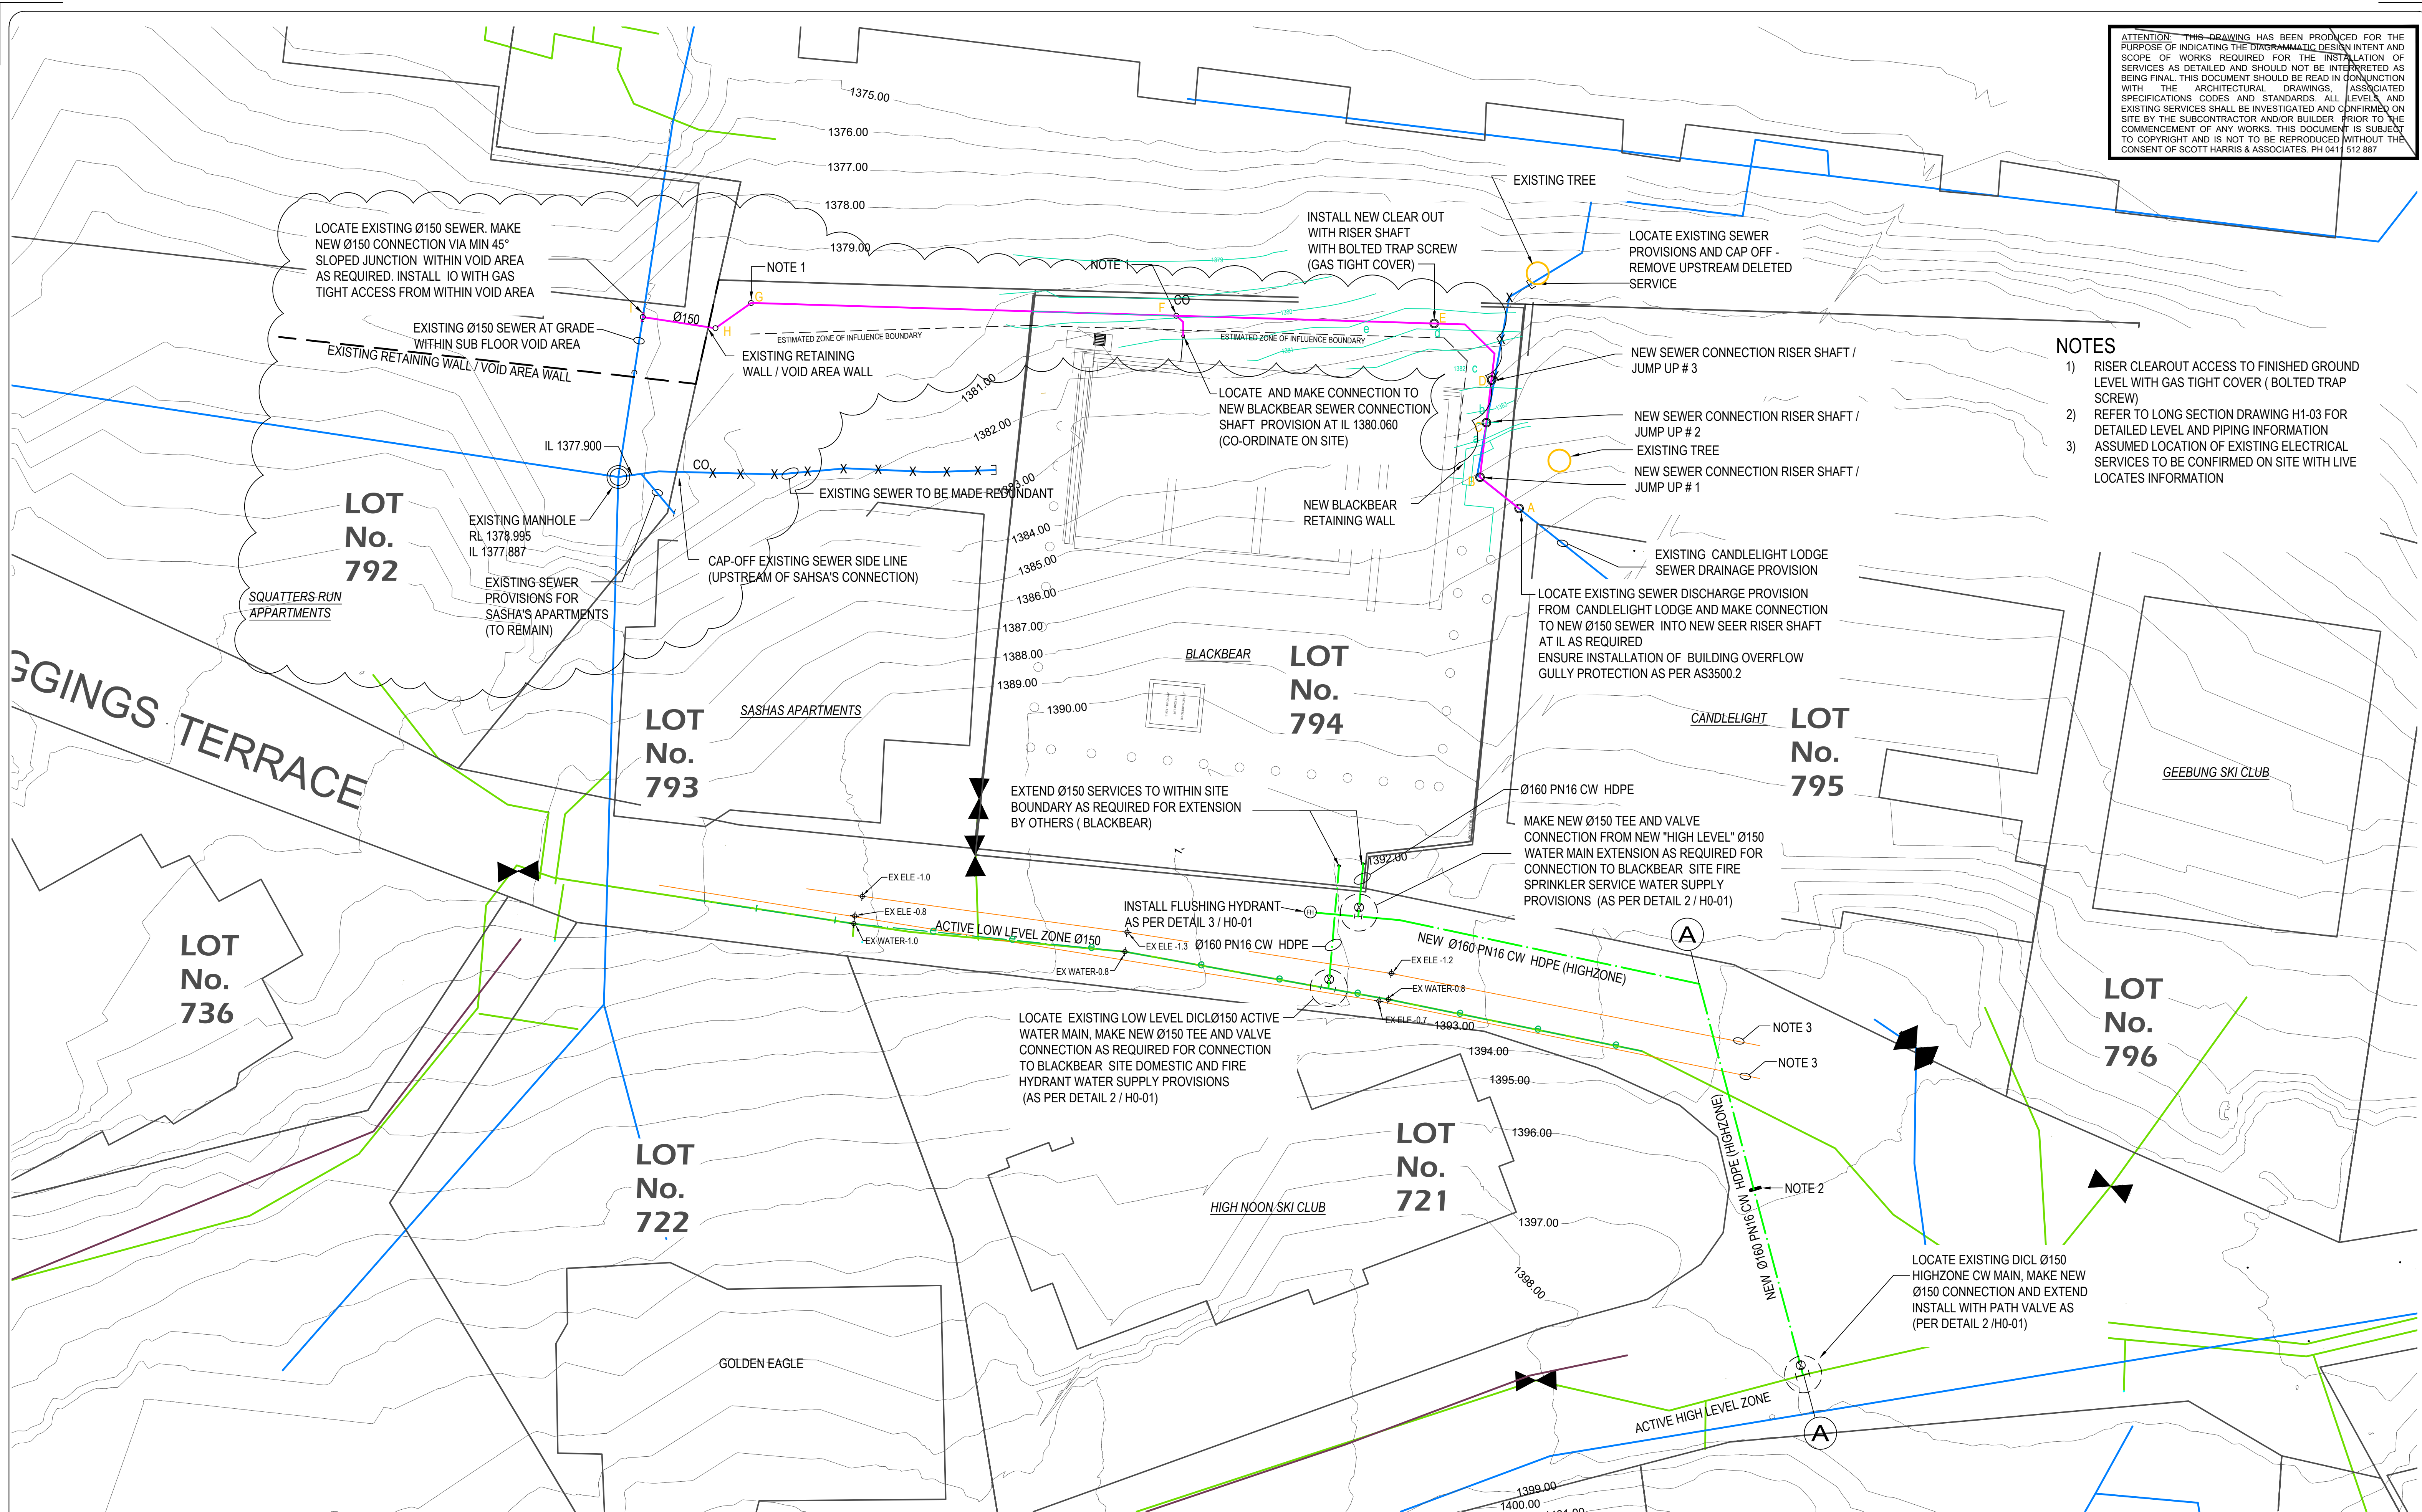 ATTENTION: THIS DRAWING HAS BEEN PRODUCED FOR THE
PURPOSE OF INDICATING THE DIAGRAMMATIC DESIGN INTENT AND
SCOPE OF WORKS REQUIRED FOR THE INSTALLATION OF
SERVICES AS DETAILED AND SHOULD NOT BE INTERPRETED AS
BEING FINAL. THIS DOCUMENT SHOULD BE READ IN CONJUNCTION
WITH THE ARCHITECTURAL DRAWINGS, ASSOCIATED
SPECIFICATIONS CODES AND STANDARDS. ALL LEVELS AND
EXISTING SERVICES SHALL BE INVESTIGATED AND CONFIRMED ON
SITE BY THE SUBCONTRACTOR AND/OR BUILDER PRIOR TO THE
COMMENCEMENT OF ANY WORKS. THIS DOCUMENT IS SUBJECT
TO COPYRIGHT AND IS NOT TO BE REPRODUCED WITHOUT THE
CONSENT OF SCOTT HARRIS & ASSOCIATES. PH 0411 512 887
1375.00
1376.00
1377.00
1378.00
1379.00
EXISTING TREE
LOCATE EXISTING Ø150 SEWER. MAKE
NEW Ø150 CONNECTION VIA MIN 45°
SLOPED JUNCTION WITHIN VOID AREA
AS REQUIRED. INSTALL IO WITH GAS
TIGHT ACCESS FROM WITHIN VOID AREA
INSTALL NEW CLEAR OUT
WITH RISER SHAFT
WITH BOLTED TRAP SCREW
(GAS TIGHT COVER)
LOCATE EXISTING SEWER
PROVISIONS AND CAP OFF -
REMOVE UPSTREAM DELETED
SERVICE
NOTE 1
NOTE 1
1379
1380
1381
1382
1383
G
F
CO
E
I
Ø150
H
e
d
c
D
b
C
a
B
A
EXISTING Ø150 SEWER AT GRADE
WITHIN SUB FLOOR VOID AREA
EXISTING RETAINING WALL / VOID AREA WALL
ESTIMATED ZONE OF INFLUENCE BOUNDARY
ESTIMATED ZONE OF INFLUENCE BOUNDARY
EXISTING RETAINING
WALL / VOID AREA WALL
LOCATE AND MAKE CONNECTION TO
NEW BLACKBEAR SEWER CONNECTION
SHAFT PROVISION AT IL 1380.060
(CO-ORDINATE ON SITE)
NEW SEWER CONNECTION RISER SHAFT /
JUMP UP # 3
NEW SEWER CONNECTION RISER SHAFT /
JUMP UP # 2
EXISTING TREE
NEW SEWER CONNECTION RISER SHAFT /
JUMP UP # 1
NOTES
1) RISER CLEAROUT ACCESS TO FINISHED GROUND
LEVEL WITH GAS TIGHT COVER ( BOLTED TRAP
SCREW)
2) REFER TO LONG SECTION DRAWING H1-03 FOR
DETAILED LEVEL AND PIPING INFORMATION
3) ASSUMED LOCATION OF EXISTING ELECTRICAL
SERVICES TO BE CONFIRMED ON SITE WITH LIVE
LOCATES INFORMATION
1381.00
1382.00
1383.00
1384.00
1385.00
1386.00
1387.00
1388.00
1389.00
1390.00
IL 1377.900
CO
X X X X X X X X X
EXISTING SEWER TO BE MADE REDUNDANT
NEW BLACKBEAR
RETAINING WALL
LOT
No.
792
EXISTING MANHOLE
RL 1378.995
IL 1377.887
CAP-OFF EXISTING SEWER SIDE LINE
(UPSTREAM OF SAHSA'S CONNECTION)
EXISTING SEWER
PROVISIONS FOR
SASHA'S APARTMENTS
(TO REMAIN)
SQUATTERS RUN
APPARTMENTS
EXISTING CANDLELIGHT LODGE
SEWER DRAINAGE PROVISION
LOCATE EXISTING SEWER DISCHARGE PROVISION
FROM CANDLELIGHT LODGE AND MAKE CONNECTION
TO NEW Ø150 SEWER INTO NEW SEER RISER SHAFT
AT IL AS REQUIRED
ENSURE INSTALLATION OF BUILDING OVERFLOW
GULLY PROTECTION AS PER AS3500.2
GGINGS TERRACE
BLACKBEAR
LOT
No.
794
SASHAS APARTMENTS
LOT
No.
793
CANDLELIGHT
LOT
No.
795
GEEBUNG SKI CLUB
EXTEND Ø150 SERVICES TO WITHIN SITE
BOUNDARY AS REQUIRED FOR EXTENSION
BY OTHERS ( BLACKBEAR)
Ø160 PN16 CW HDPE
MAKE NEW Ø150 TEE AND VALVE
CONNECTION FROM NEW "HIGH LEVEL" Ø150
WATER MAIN EXTENSION AS REQUIRED FOR
CONNECTION TO BLACKBEAR SITE FIRE
SPRINKLER SERVICE WATER SUPPLY
PROVISIONS (AS PER DETAIL 2 / H0-01)
1392.00
EX ELE -1.0
EX ELE -0.8
EX WATER-1.0
ACTIVE LOW LEVEL ZONE Ø150
INSTALL FLUSHING HYDRANT
AS PER DETAIL 3 / H0-01
FH
EX ELE -1.3
Ø160 PN16 CW HDPE
EX WATER-0.8
NEW Ø160 PN16 CW HDPE (HIGHZONE)
EX ELE -1.2
EX WATER-0.8
EX ELE -0.7
A
LOT
No.
736
LOT
No.
796
LOCATE EXISTING LOW LEVEL DICLØ150 ACTIVE
WATER MAIN, MAKE NEW Ø150 TEE AND VALVE
CONNECTION AS REQUIRED FOR CONNECTION
TO BLACKBEAR SITE DOMESTIC AND FIRE
HYDRANT WATER SUPPLY PROVISIONS
(AS PER DETAIL 2 / H0-01)
1393.00
1394.00
1395.00
1396.00
1397.00
1398.00
NOTE 3
NOTE 3
NEW Ø160 PN16 CW HDPE (HIGHZONE)
NOTE 2
LOT
No.
722
LOT
No.
721
HIGH NOON SKI CLUB
LOCATE EXISTING DICL Ø150
HIGHZONE CW MAIN, MAKE NEW
Ø150 CONNECTION AND EXTEND
INSTALL WITH PATH VALVE AS
(PER DETAIL 2 /H0-01)
GOLDEN EAGLE
ACTIVE HIGH LEVEL ZONE
A
1399.00
1400.00